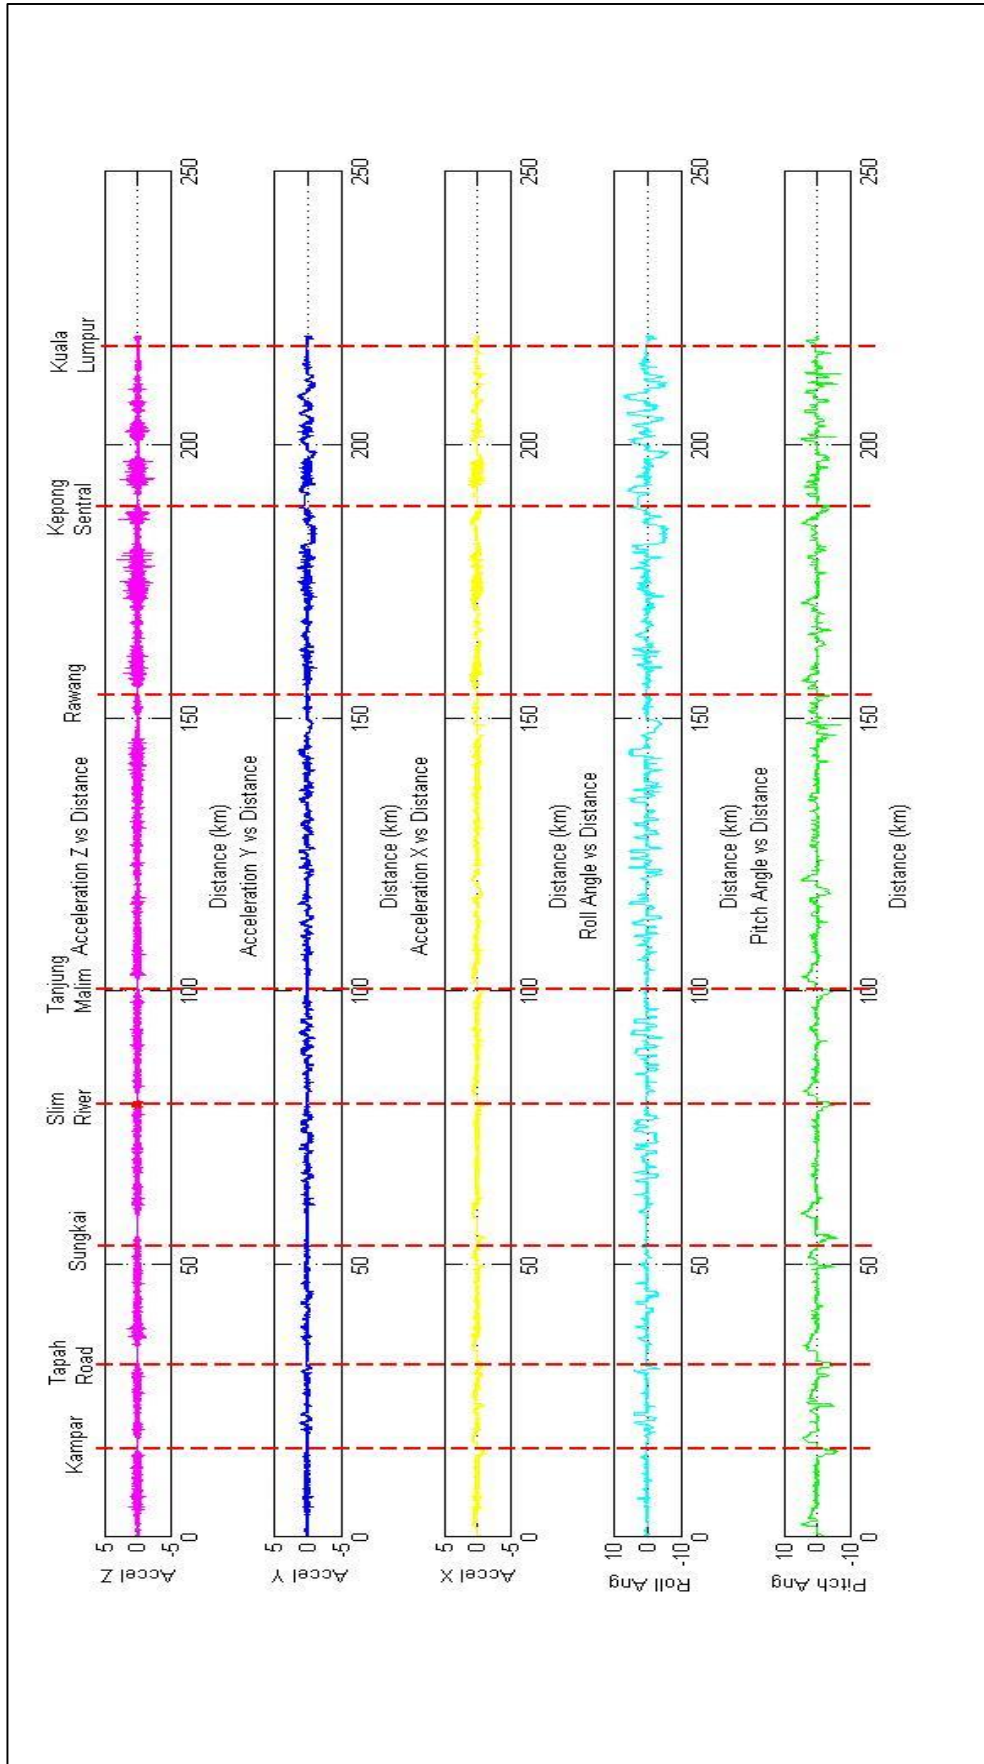 Kampar
Tapah
Road
Sungkai
Slim
River
Tanjung
Malim
Rawang
Kepong
Sentral
Kuala
Lumpur
Acceleration Z vs Distance
Accel Z
5
0
-5
0 50 100 150 200 250
Distance (km)
Acceleration Y vs Distance
Accel Y
5
0
-5
0 50 100 150 200 250
Distance (km)
Acceleration X vs Distance
Accel X
5
0
-5
0 50 100 150 200 250
Distance (km)
Roll Angle vs Distance
Roll Ang
10
0
-10
0 50 100 150 200 250
Distance (km)
Pitch Angle vs Distance
Pitch Ang
10
0
-10
0 50 100 150 200 250
Distance (km)